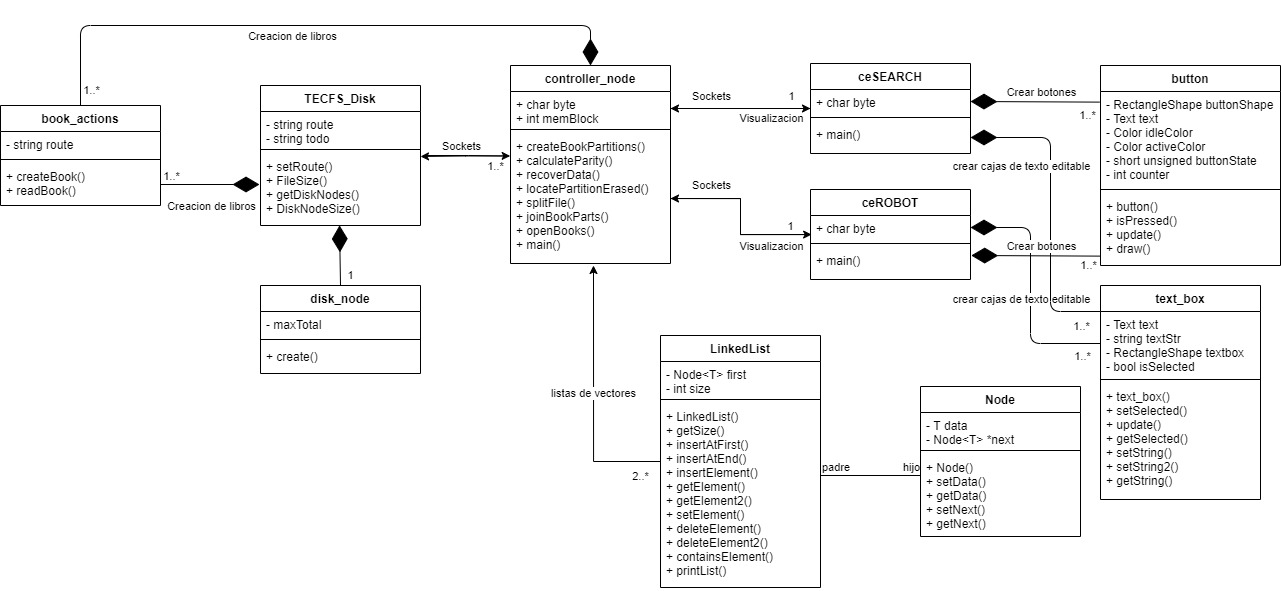 Creacion de libros
1..*
book_actions
- string route
+ createBook()
+ readBook()
1..*
Creacion de libros
TECFS_Disk
- string route
- string todo
+ setRoute()
+ FileSize()
+ getDiskNodes()
+ DiskNodeSize()
1
disk_node
- maxTotal
+ create()
Sockets
1..*
controller_node
+ char byte
+ int memBlock
+ createBookPartitions()
+ calculateParity()
+ recoverData()
+ locatePartitionErased()
+ splitFile()
+ joinBookParts()
+ openBooks()
+ main()
Sockets
1
Visualizacion
Sockets
1
Visualizacion
ceSEARCH
+ char byte
+ main()
ceROBOT
+ char byte
+ main()
Crear botones
1..*
crear cajas de texto editable
Crear botones
1..*
crear cajas de texto editable
1..*
1..*
button
- RectangleShape buttonShape
- Text text
- Color idleColor
- Color activeColor
- short unsigned buttonState
- int counter
+ button()
+ isPressed()
+ update()
+ draw()
text_box
- Text text
- string textStr
- RectangleShape textbox
- bool isSelected
+ text_box()
+ setSelected()
+ update()
+ getSelected()
+ setString()
+ setString2()
+ getString()
listas de vectores
2..*
LinkedList
- Node<T> first
- int size
+ LinkedList()
+ getSize()
+ insertAtFirst()
+ insertAtEnd()
+ insertElement()
+ getElement()
+ getElement2()
+ setElement()
+ deleteElement()
+ deleteElement2()
+ containsElement()
+ printList()
padre
hijo
Node
- T data
- Node<T> *next
+ Node()
+ setData()
+ getData()
+ setNext()
+ getNext()